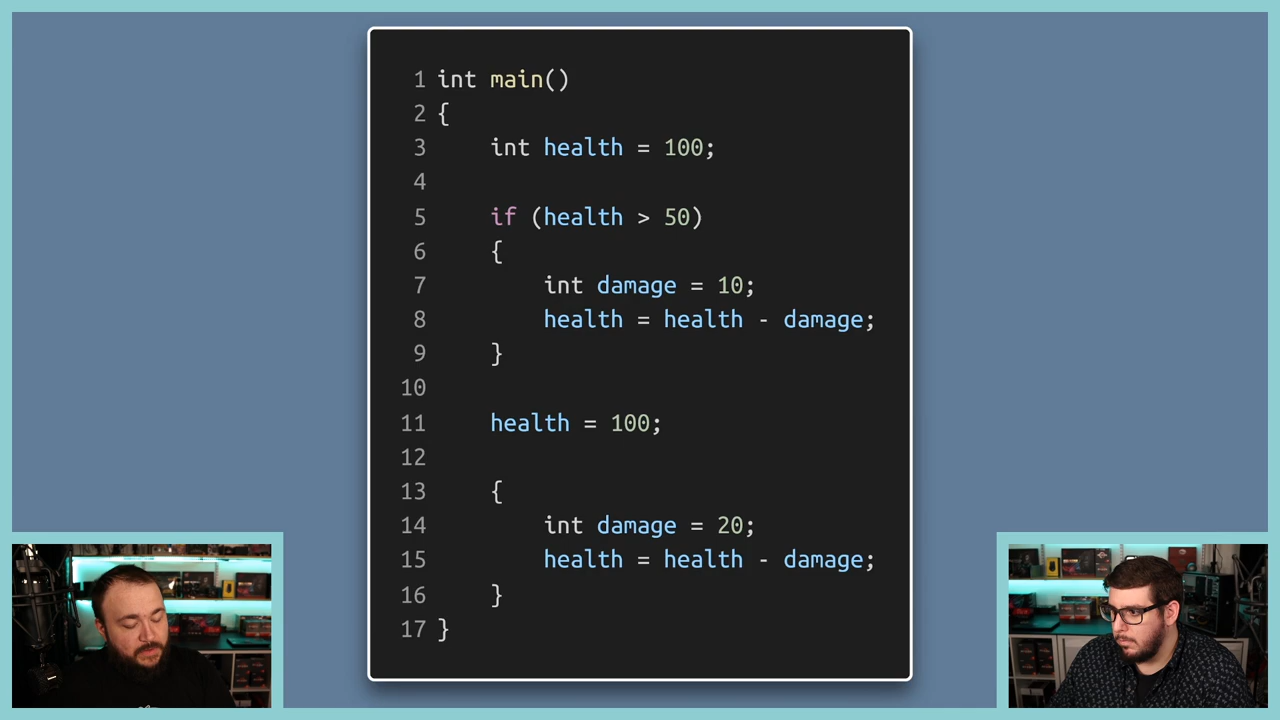 1 int main()
2 {
3     int health = 100;
4
5     if (health > 50)
6     {
7         int damage = 10;
8         health = health - damage;
9     }
10
11     health = 100;
12
13     {
14         int damage = 20;
15         health = health - damage;
16     }
17 }